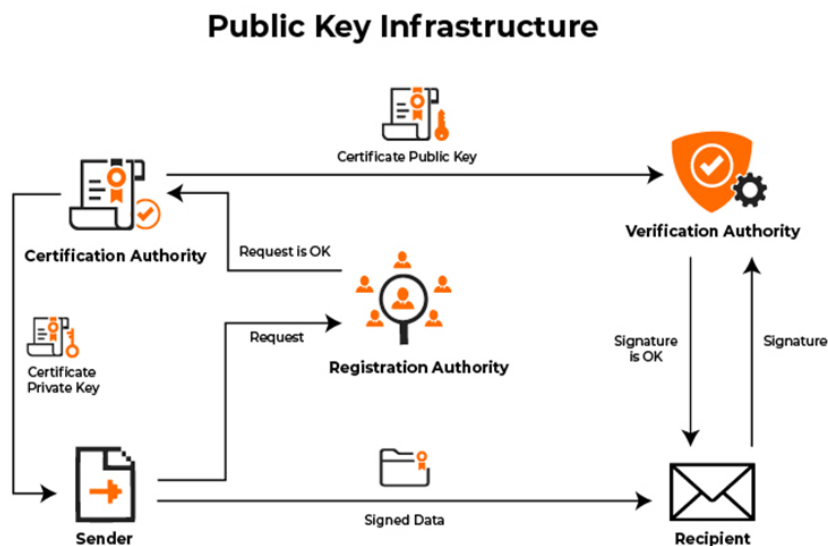 Public Key Infrastructure
Certificate Public Key
Certification Authority
Verification Authority
Request is OK
Request
Registration Authority
Certificate
Private Key
Signature
is OK
Signature
Signed Data
Sender
Recipient